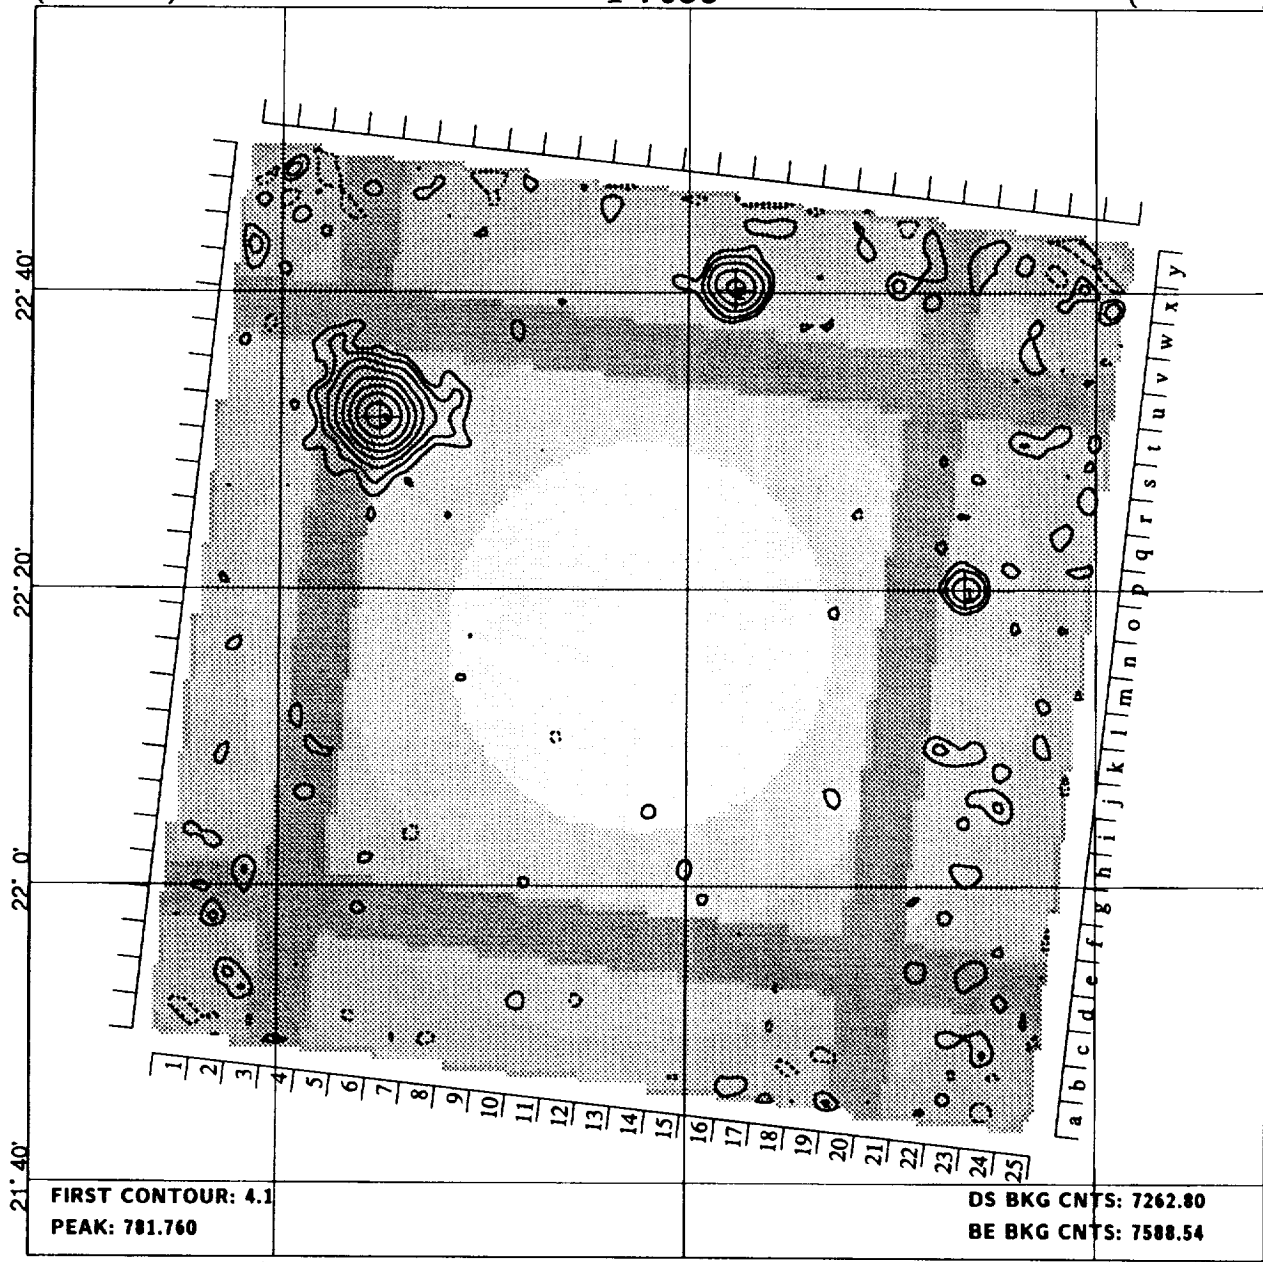 22° 40'
22° 20'
22° 0'
21° 40'
a b c d e f g h i j k l m n o p q r s t u v w x y
1 2 3 4 5 6 7 8 9 10 11 12 13 14 15 16 17 18 19 20 21 22 23 24 25
FIRST CONTOUR: 4.1
PEAK: 781.760
DS BKG CNTS: 7262.80
BE BKG CNTS: 7588.54